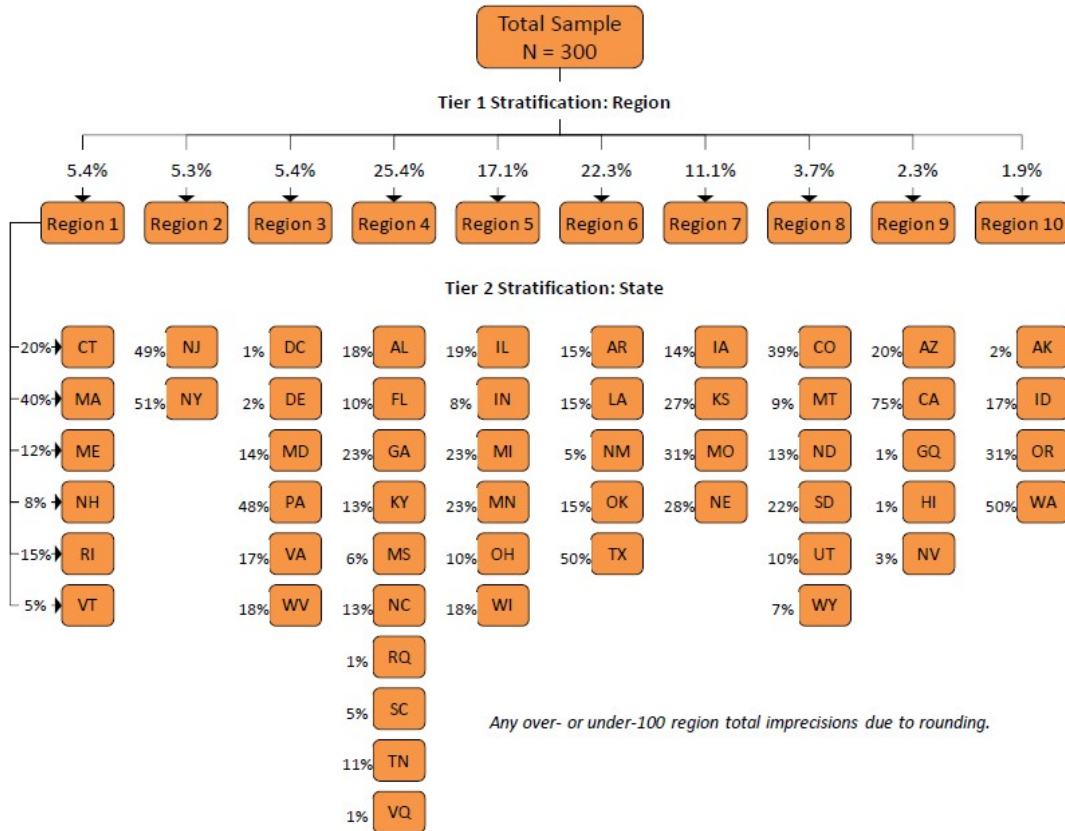 Total Sample
N = 300
Tier 1 Stratification: Region
5.4% 5.3% 5.4% 25.4% 17.1% 22.3% 11.1% 3.7% 2.3% 1.9%
Region 1 Region 2 Region 3 Region 4 Region 5 Region 6 Region 7 Region 8 Region 9 Region 10
Tier 2 Stratification: State
20% CT 49% NJ 1% DC 18% AL 19% IL 15% AR 14% IA 39% CO 20% AZ 2% AK
40% MA 51% NY 2% DE 10% FL 8% IN 15% LA 27% KS 9% MT 75% CA 17% ID
12% ME 14% MD 23% GA 23% MI 5% NM 31% MO 13% ND 1% GQ 31% OR
8% NH 48% PA 13% KY 23% MN 15% OK 28% NE 22% SD 1% HI 50% WA
15% RI 17% VA 6% MS 10% OH 50% TX 10% UT 3% NV
5% VT 18% WV 13% NC 18% WI 7% WY
1% RQ
5% SC
Any over- or under-100 region total imprecisions due to rounding.
11% TN
1% VQ